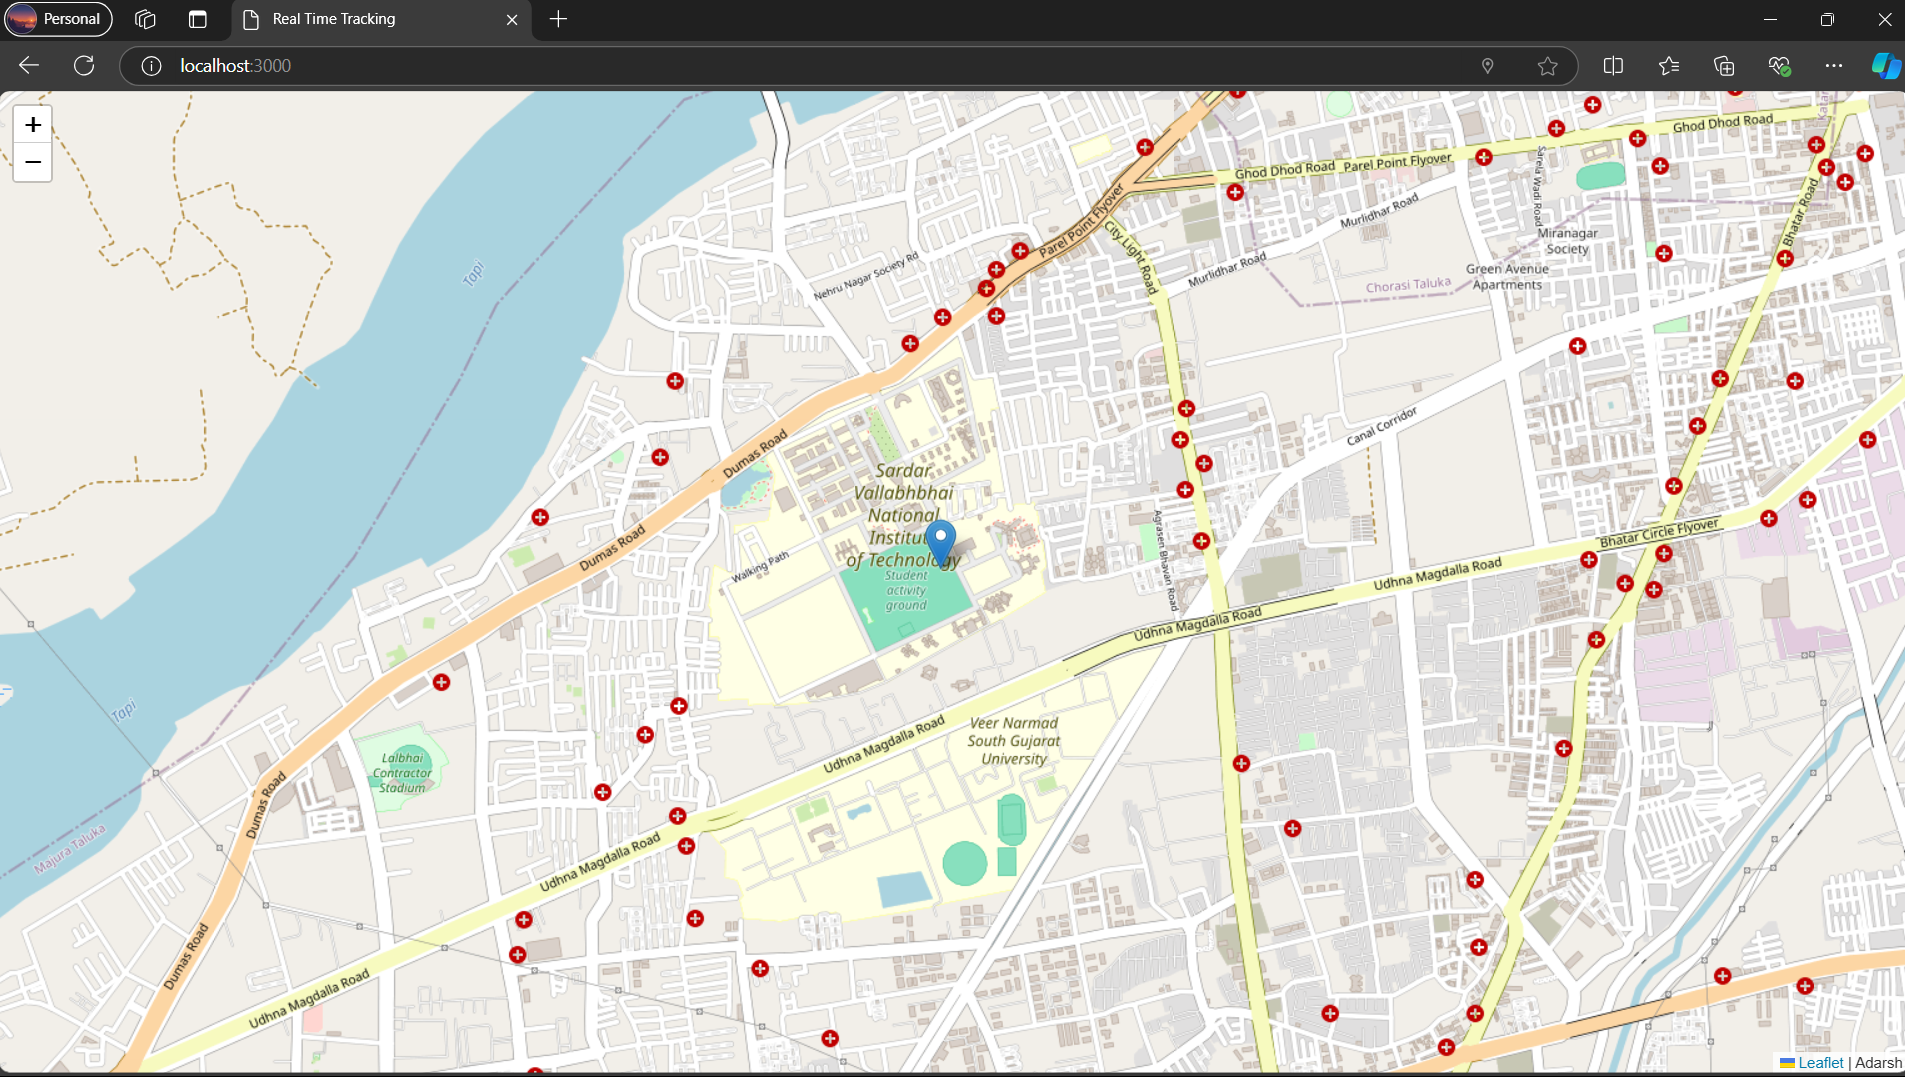 Personal
Real Time Tracking
localhost:3000
+
−
Ghod Dhod Road
Ghod Dhod Road
Parel Point Flyover
Parel Point Flyover
City Light Road
Murlidhar Road
Murlidhar Road
Sarela Wadi Road
Miranagar
Society
Bhatar Road
Green Avenue
Apartments
Chorasi Taluka
Nehru Nagar Society Rd
Tapi
Canal Corridor
Dumas Road
Sardar
Vallabhbhai
National
Institut
of Technology
Walking Path
Student
activity
ground
Dumas Road
Agrasen Bhavan Road
Bhatar Circle Flyover
Udhna Magdalla Road
Udhna Magdalla Road
Tapi
Veer Narmad
South Gujarat
University
Udhna Magdalla Road
Lalbhai
Contractor
Stadium
Dumas Road
Majura Taluka
Udhna Magdalla Road
Dumas Road
Udhna Magdalla Road
Leaflet | Adarsh